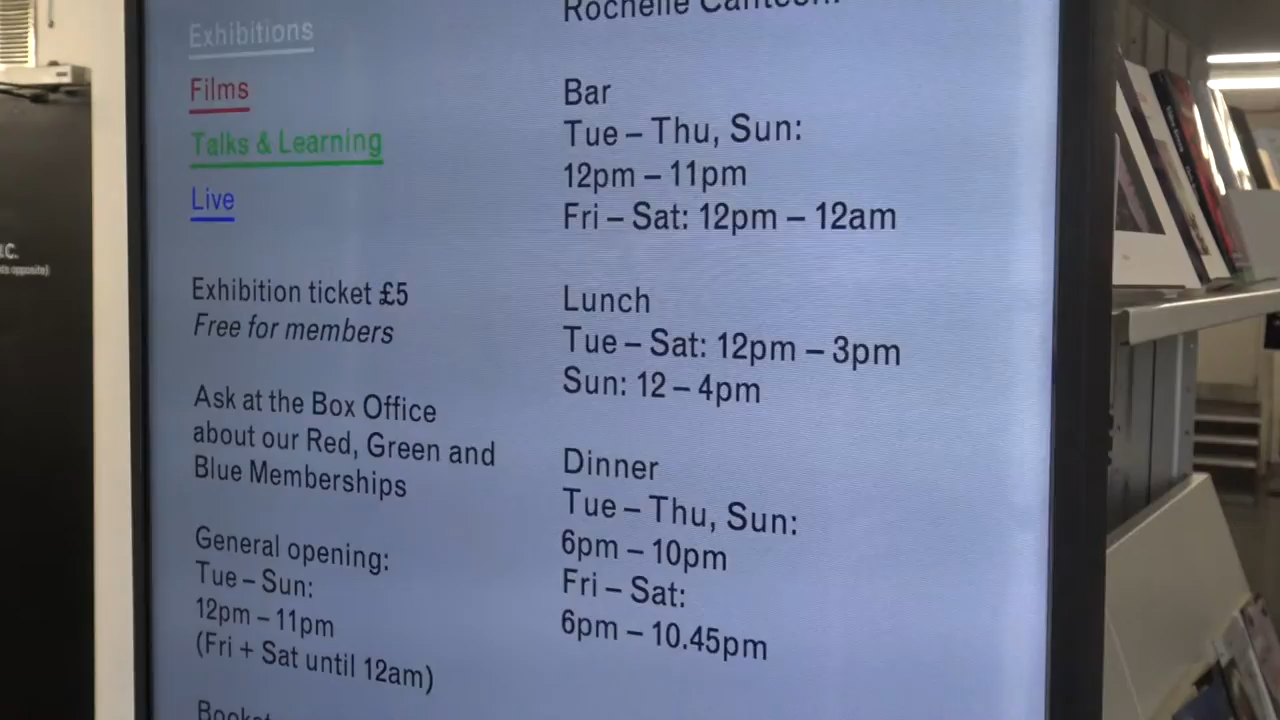 Exhibitions
Films
Talks & Learning
Live
Exhibition ticket £5
Free for members
Ask at the Box Office
about our Red, Green and
Blue Memberships
General opening:
Tue – Sun:
12pm – 11pm
(Fri + Sat until 12am)
Rochelle Canteen:
Bar
Tue – Thu, Sun:
12pm – 11pm
Fri – Sat: 12pm – 12am
Lunch
Tue – Sat: 12pm – 3pm
Sun: 12 – 4pm
Dinner
Tue – Thu, Sun:
6pm – 10pm
Fri – Sat:
6pm – 10.45pm